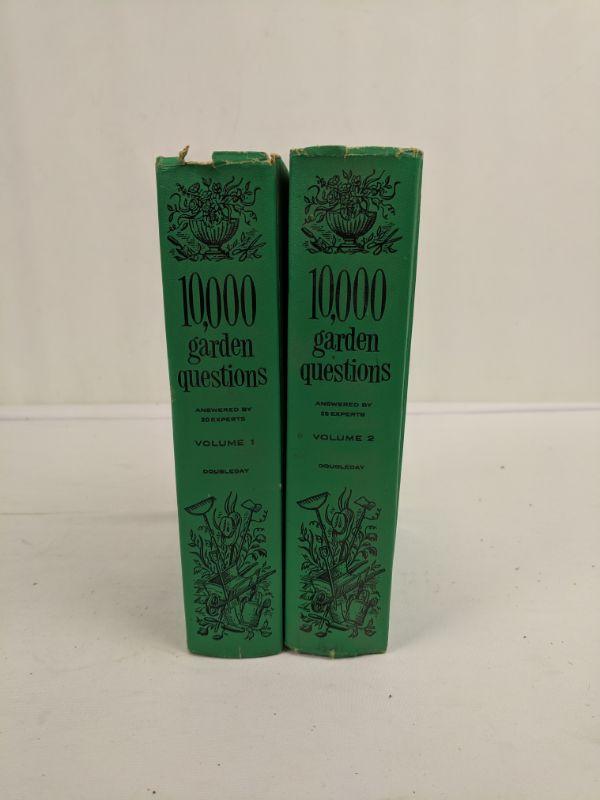 10,000
garden
questions
ANSWERED BY
20 EXPERTS
VOLUME 1
DOUBLEDAY
10,000
garden
questions
ANSWERED BY
EXPERTS
VOLUME 2
DOUBLEDAY